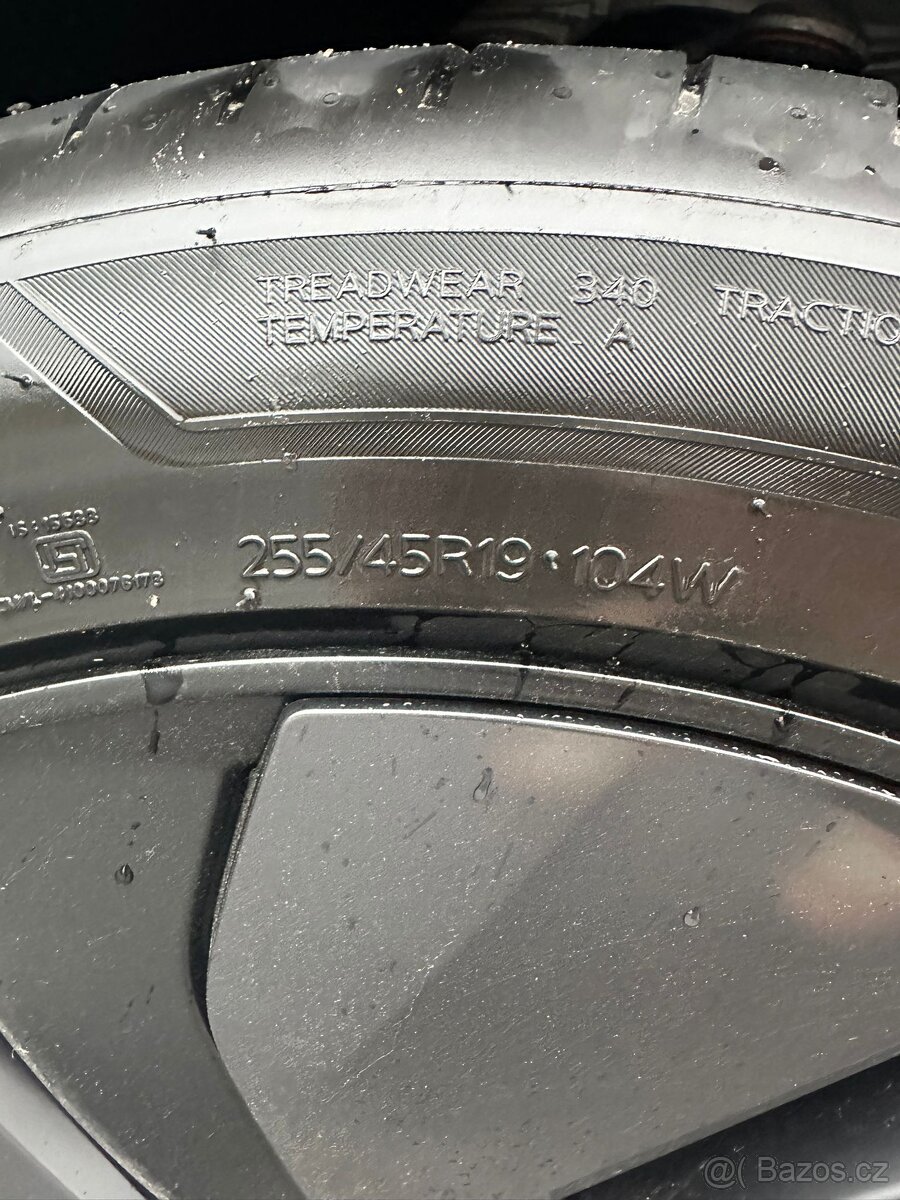 TREADWEAR 340 TRACTIO
TEMPERATURE A
IS:15633
255/45R19 104W
@( Bazos.cz